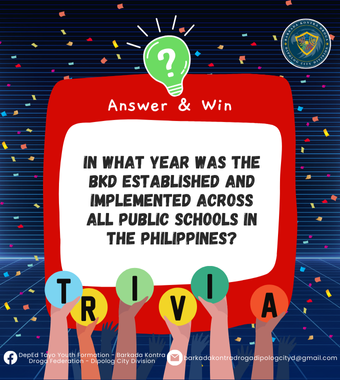 ?
Answer & Win
IN WHAT YEAR WAS THE
BKD ESTABLISHED AND
IMPLEMENTED ACROSS
ALL PUBLIC SCHOOLS IN
THE PHILIPPINES?
TRIVIA
DepEd Tayo Youth Formation - Barkada Kontra
Droga Federation - Dipolog City Division
barkadakontradrogadipologcityd@gmail.com